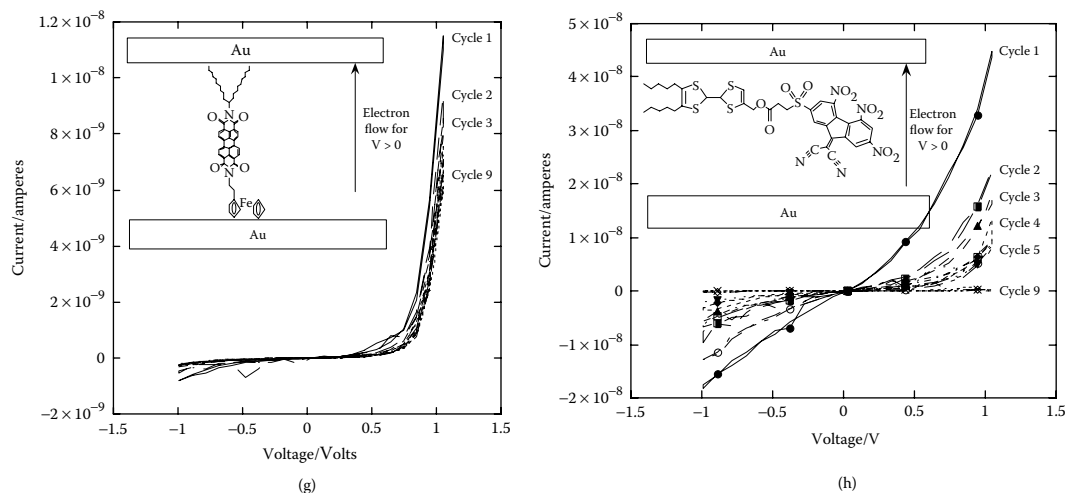 1.2 × 10⁻⁸
1 × 10⁻⁸
8 × 10⁻⁹
6 × 10⁻⁹
4 × 10⁻⁹
2 × 10⁻⁹
0
−2 × 10⁻⁹
Current/amperes
−1.5
−1
−0.5
0
0.5
1
1.5
Voltage/Volts
Au
Electron
flow for
V > 0
O
N
O
O
N
O
Fe
Au
Cycle 1
Cycle 2
Cycle 3
Cycle 9
(g)
5 × 10⁻⁸
4 × 10⁻⁸
3 × 10⁻⁸
2 × 10⁻⁸
1 × 10⁻⁸
0
−1 × 10⁻⁸
−2 × 10⁻⁸
Current/amperes
−1.5
−1
−0.5
0
0.5
1
1.5
Voltage/V
Au
S
S
S
S
O
O
O
S
O
NO₂
NO₂
NO₂
C
C
N
N
Electron
flow for
V > 0
Au
Cycle 1
Cycle 2
Cycle 3
Cycle 4
Cycle 5
Cycle 9
(h)